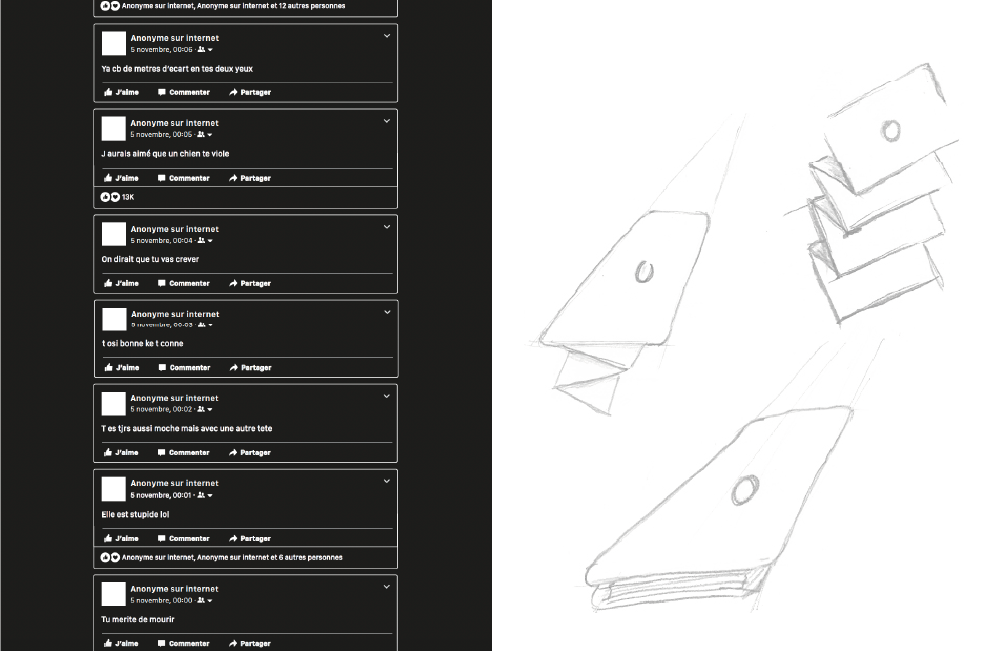 Anonyme sur internet, Anonyme sur internet et 12 autres personnes
Anonyme sur internet
5 novembre, 00:06 ·
Ya cb de metres d'ecart en tes deux yeux
J'aime Commenter Partager
Anonyme sur internet
5 novembre, 00:05 ·
J aurais aimé que un chien te viole
J'aime Commenter Partager
13K
Anonyme sur internet
5 novembre, 00:04 ·
On dirait que tu vas crever
J'aime Commenter Partager
Anonyme sur internet
5 novembre, 00:03 ·
t osi bonne ke t conne
J'aime Commenter Partager
Anonyme sur internet
5 novembre, 00:02 ·
T es tjrs aussi moche mais avec une autre tete
J'aime Commenter Partager
Anonyme sur internet
5 novembre, 00:01 ·
Elle est stupide lol
J'aime Commenter Partager
Anonyme sur internet, Anonyme sur internet et 6 autres personnes
Anonyme sur internet
5 novembre, 00:00 ·
Tu merite de mourir
J'aime Commenter Partager